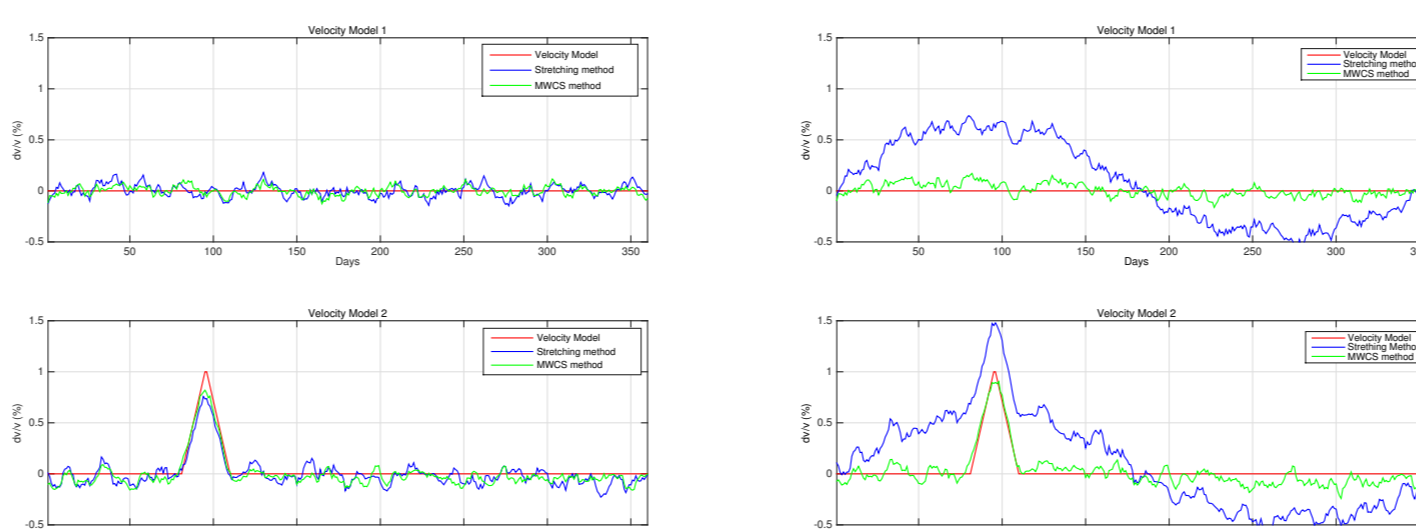 Velocity Model 1
1.5
Velocity Model
Stretching method
MWCS method
1
dv/v (%)
0.5
0
-0.5
50
100
150
200
250
300
350
Days
Velocity Model 1
1.5
Velocity Model
Stretching metho
MWCS method
1
dv/v (%)
0.5
0
-0.5
50
100
150
200
250
300
Days
Velocity Model 2
1.5
Velocity Model
Stretching method
MWCS method
1
dv/v (%)
0.5
0
-0.5
Velocity Model 2
1.5
Velocity Model
Strething Metho
MWCS method
1
dv/v (%)
0.5
0
-0.5